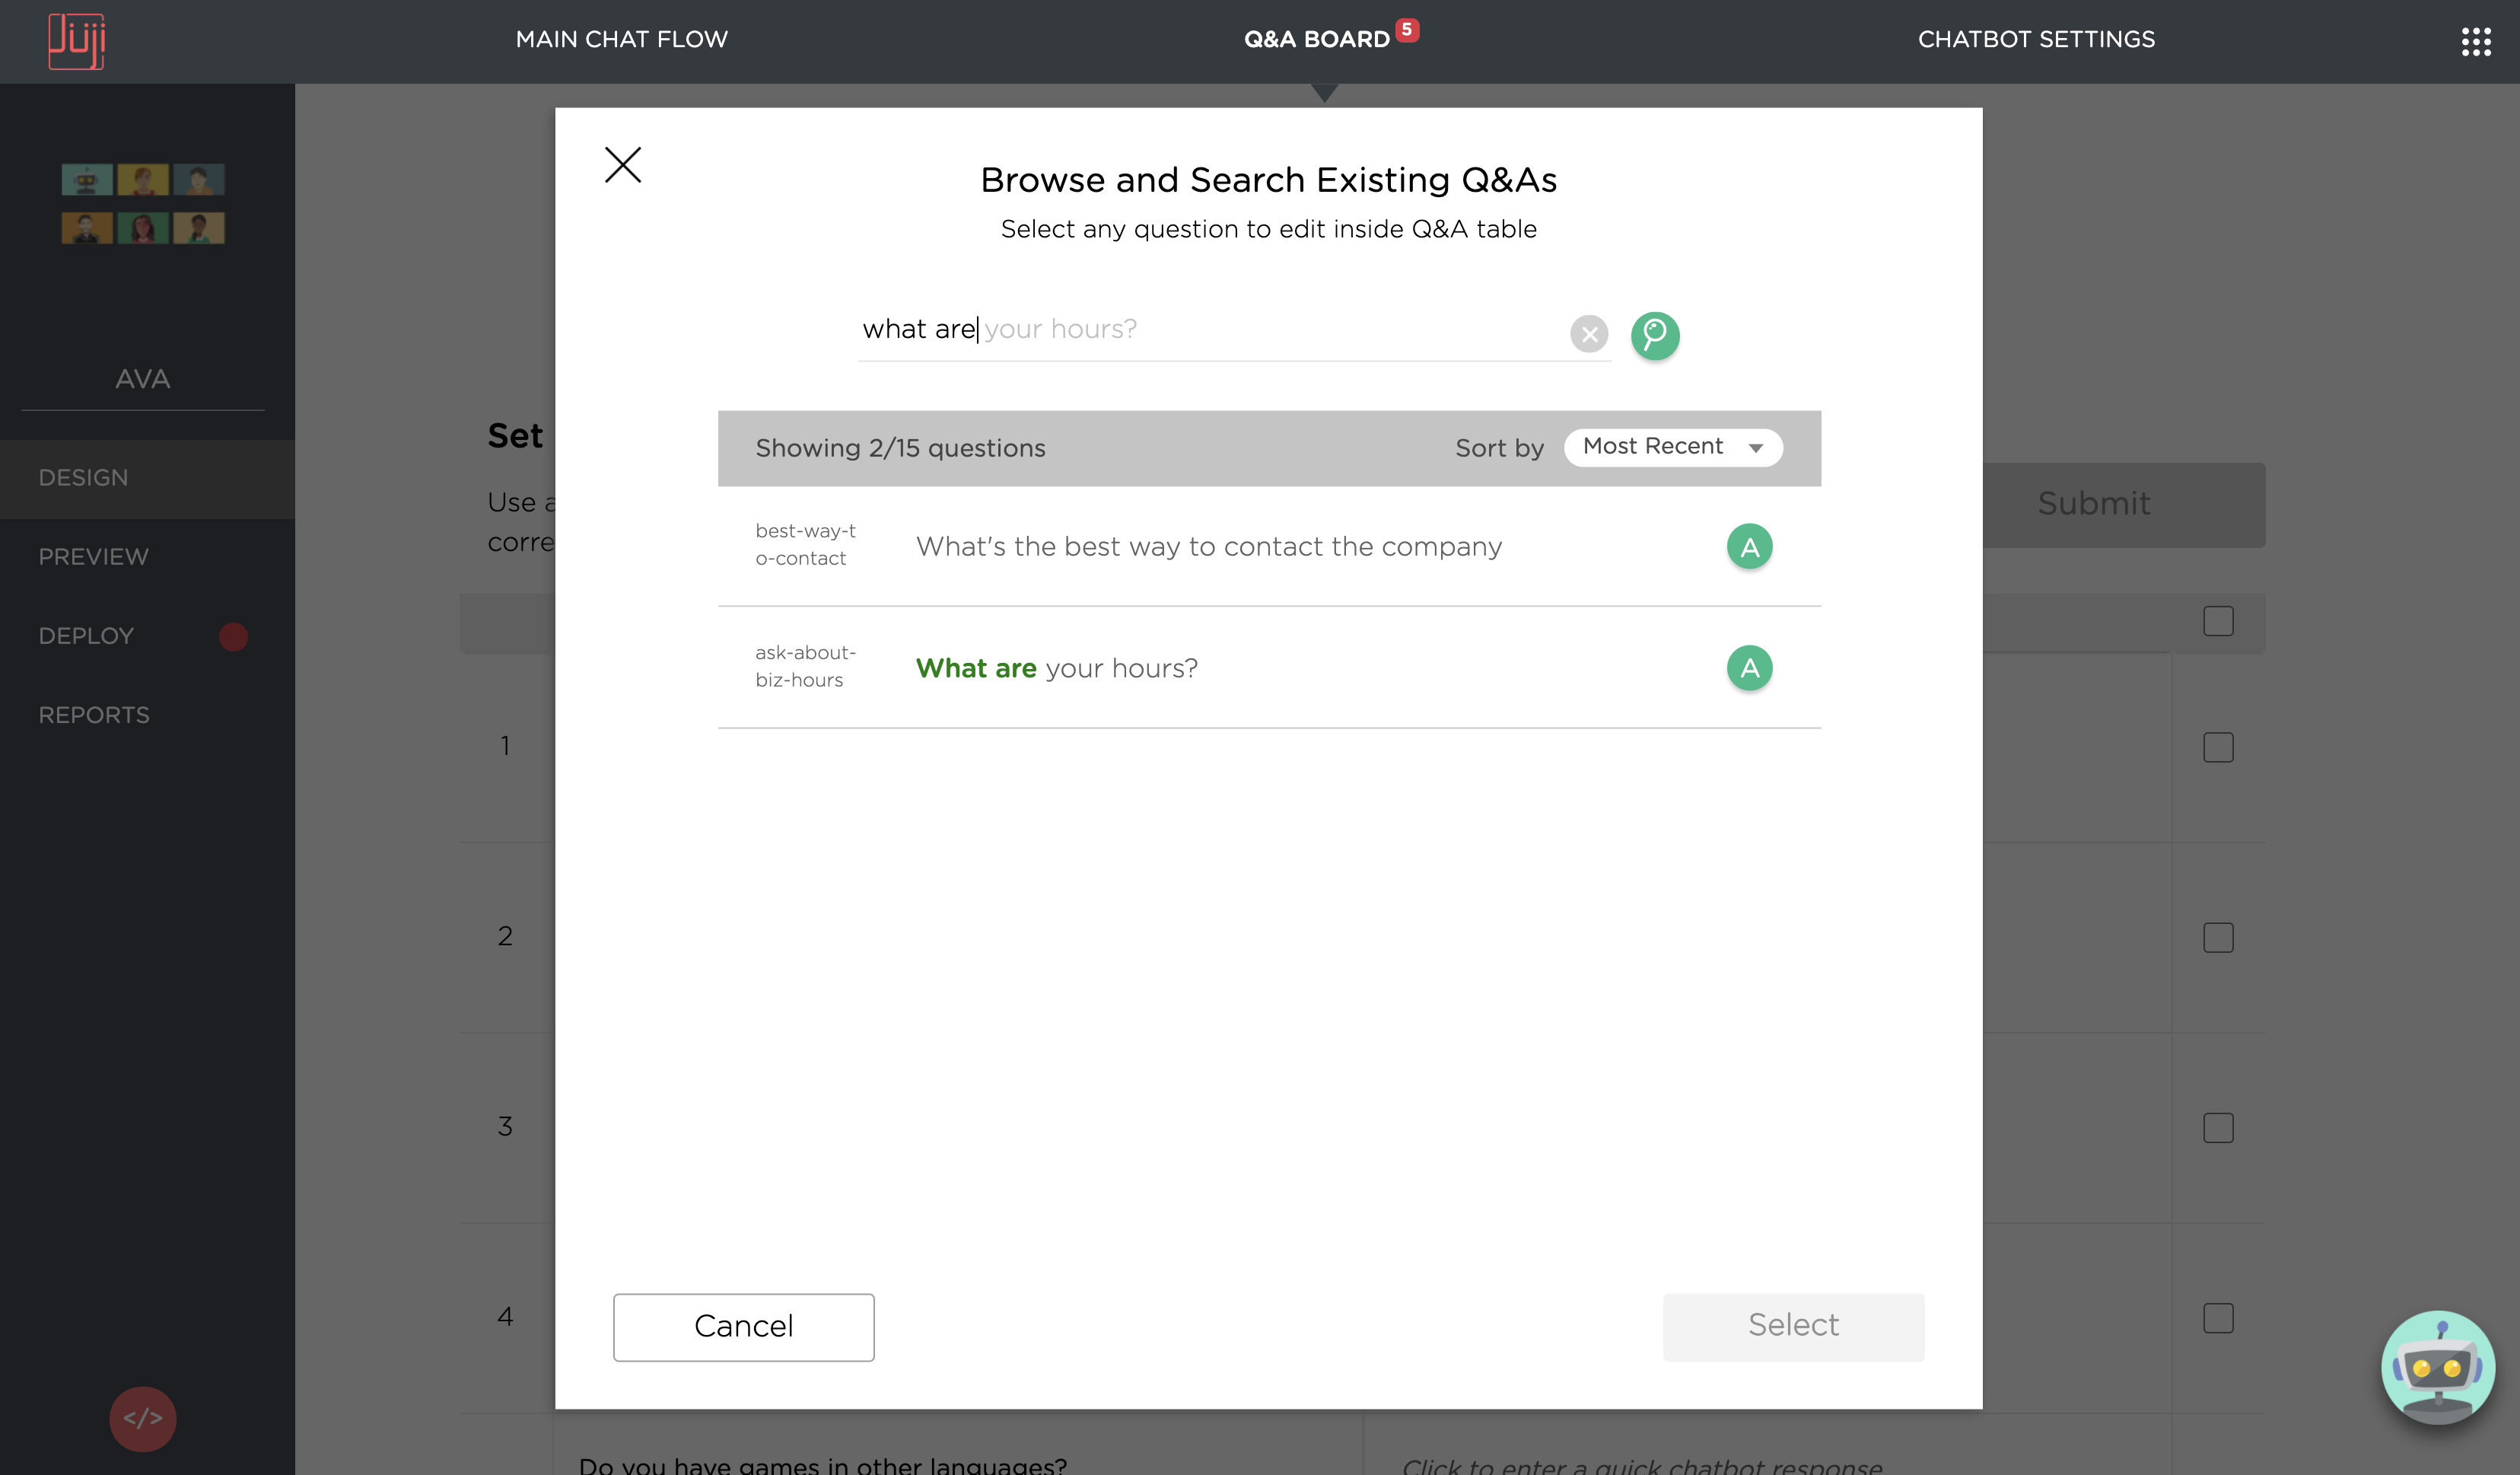 Juji
MAIN CHAT FLOW
Q&A BOARD 5
CHATBOT SETTINGS
AVA
DESIGN
PREVIEW
DEPLOY
REPORTS
</>
Set
Use a
corre
Submit
1
2
3
4
Browse and Search Existing Q&As
Select any question to edit inside Q&A table
what are your hours?
Showing 2/15 questions
Sort by Most Recent
best-way-t
o-contact
What's the best way to contact the company
A
ask-about-
biz-hours
What are your hours?
A
Cancel
Select
Do you have games in other languages?
Click to enter a quick chatbot response